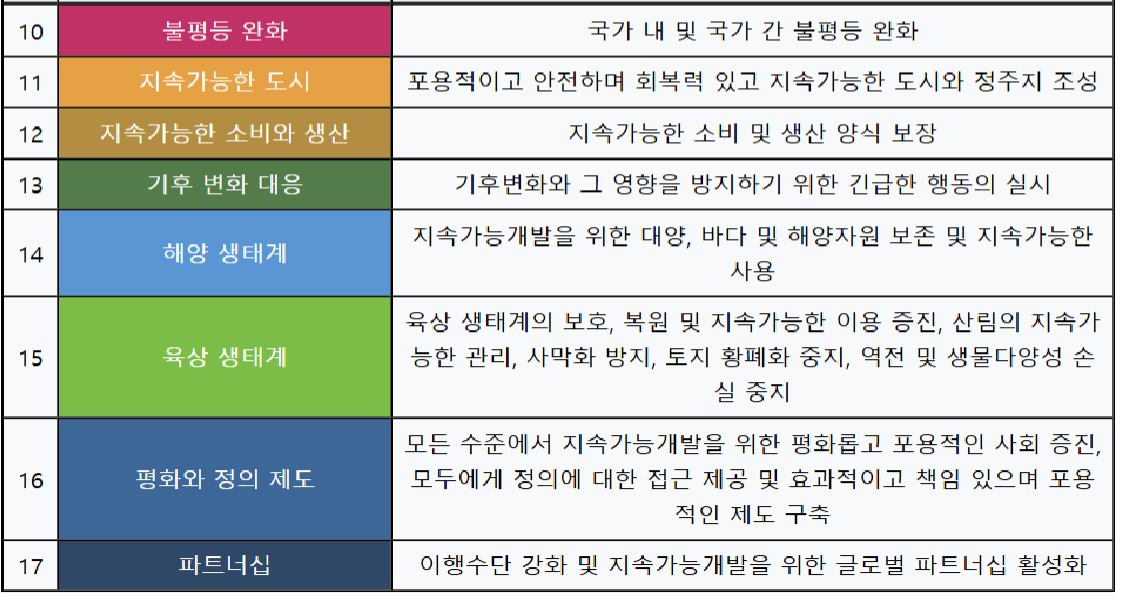 10 불평등 완화 국가 내 및 국가 간 불평등 완화
11 지속가능한 도시 포용적이고 안전하며 회복력 있고 지속가능한 도시와 정주지 조성
12 지속가능한 소비와 생산 지속가능한 소비 및 생산 양식 보장
13 기후 변화 대응 기후변화와 그 영향을 방지하기 위한 긴급한 행동의 실시
14 해양 생태계 지속가능개발을 위한 대양, 바다 및 해양자원 보존 및 지속가능한
사용
15 육상 생태계 육상 생태계의 보호, 복원 및 지속가능한 이용 증진, 산림의 지속가
능한 관리, 사막화 방지, 토지 황폐화 중지, 역전 및 생물다양성 손
실 중지
16 평화와 정의 제도 모든 수준에서 지속가능개발을 위한 평화롭고 포용적인 사회 증진,
모두에게 정의에 대한 접근 제공 및 효과적이고 책임 있으며 포용
적인 제도 구축
17 파트너십 이행수단 강화 및 지속가능개발을 위한 글로벌 파트너십 활성화